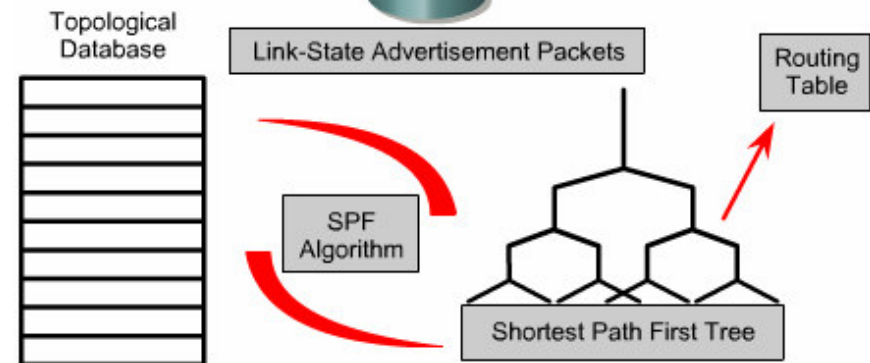 Topological
Database
Link-State Advertisement Packets
Routing
Table
SPF
Algorithm
Shortest Path First Tree